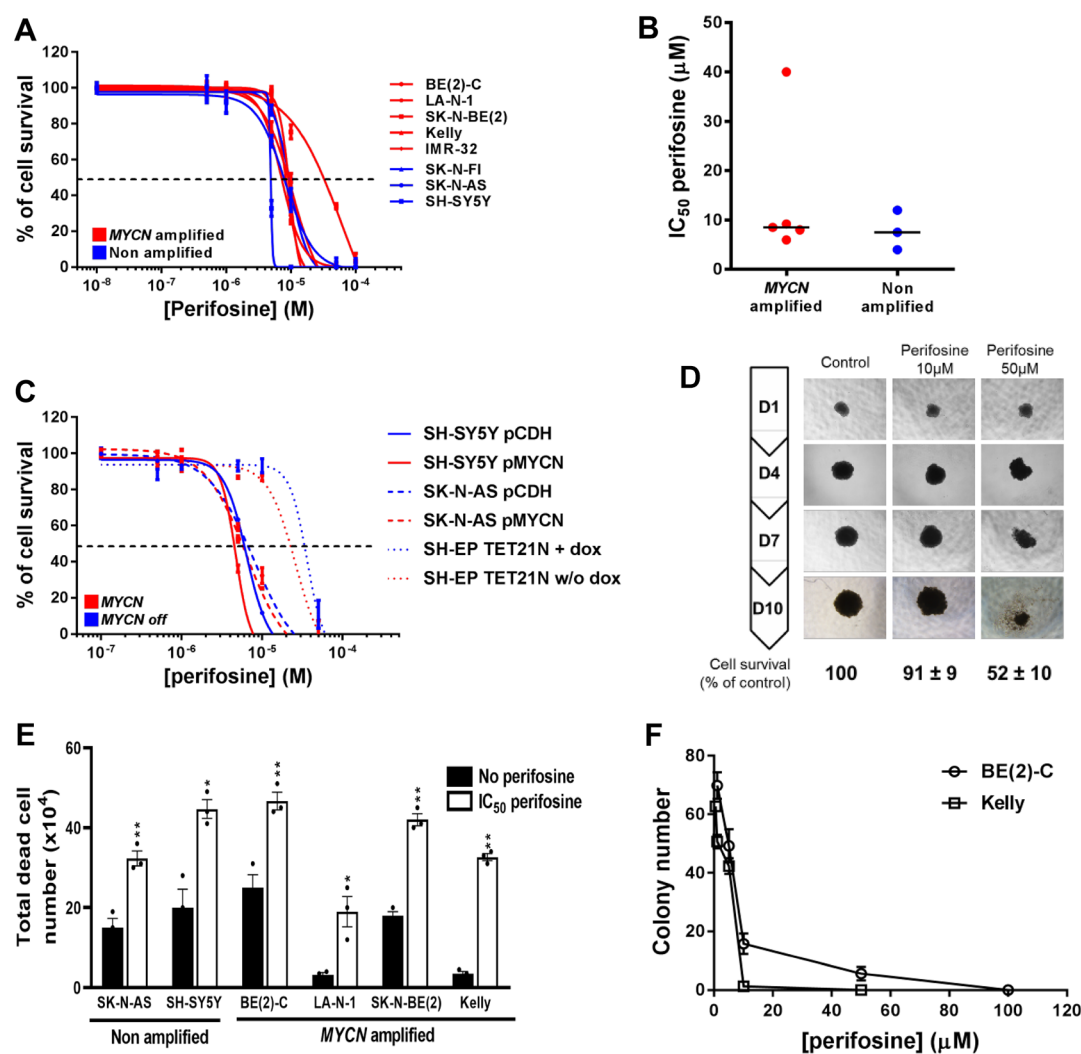 A
120
100
80
60
40
20
0
% of cell survival
10-8
10-7
10-6
10-5
10-4
[Perifosine] (M)
MYCN amplified
Non amplified
BE(2)-C
LA-N-1
SK-N-BE(2)
Kelly
IMR-32
SK-N-FI
SK-N-AS
SH-SY5Y
B
50
40
30
20
10
0
IC50 perifosine (µM)
MYCN
amplified
Non
amplified
C
120
100
80
60
40
20
0
% of cell survival
10-7
10-6
10-5
10-4
[perifosine] (M)
MYCN
MYCN off
SH-SY5Y pCDH
SH-SY5Y pMYCN
SK-N-AS pCDH
SK-N-AS pMYCN
SH-EP TET21N + dox
SH-EP TET21N w/o dox
D
Control
Perifosine
10µM
Perifosine
50µM
D1
D4
D7
D10
Cell survival
(% of control)
100
91 ± 9
52 ± 10
E
60
40
20
0
Total dead cell
number (x104)
No perifosine
IC50 perifosine
**
*
***
*
***
**
SK-N-AS
SH-SY5Y
BE(2)-C
LA-N-1
SK-N-BE(2)
Kelly
Non amplified
MYCN amplified
F
80
60
40
20
0
Colony number
0
20
40
60
80
100
120
[perifosine] (µM)
BE(2)-C
Kelly